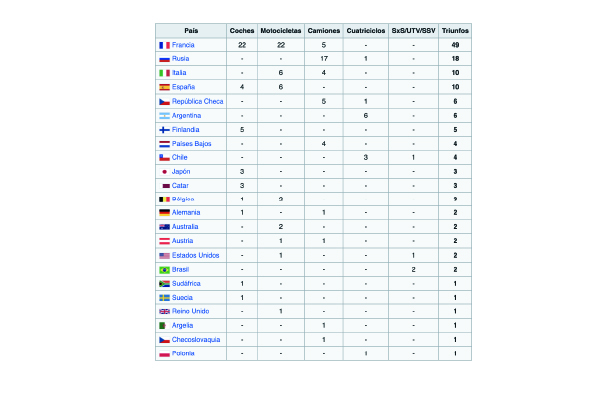 País Coches Motocicletas Camiones Cuatriciclos SxS/UTV/SSV Triunfos
Francia 22 22 5 - - 49
Rusia - - 17 1 - 18
Italia - 6 4 - - 10
España 4 6 - - - 10
República Checa - - 5 1 - 6
Argentina - - - 6 - 6
Finlandia 5 - - - - 5
Países Bajos - - 4 - - 4
Chile - - - 3 1 4
Japón 3 - - - - 3
Catar 3 - - - - 3
Bélgica 1
Alemania 1 - 1 - - 2
Australia - 2 - - - 2
Austria - 1 1 - - 2
Estados Unidos - 1 - - 1 2
Brasil - - - - 2 2
Sudáfrica 1 - - - - 1
Suecia 1 - - - - 1
Reino Unido - 1 - - - 1
Argelia - - 1 - - 1
Checoslovaquia - - 1 - - 1
Polonia - - - 1 - 1